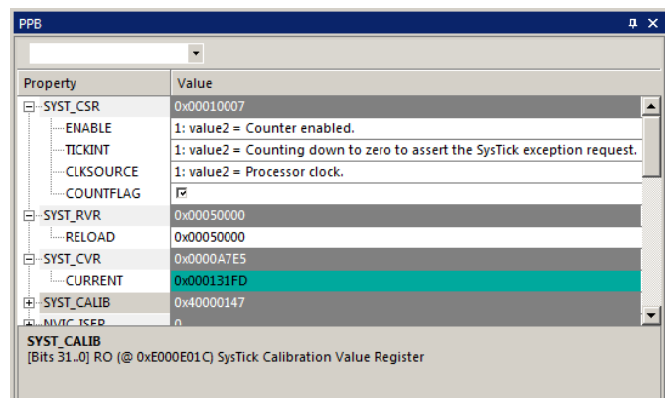 PPB
Property Value
SYST_CSR 0x00010007
ENABLE 1: value2 = Counter enabled.
TICKINT 1: value2 = Counting down to zero to assert the SysTick exception request.
CLKSOURCE 1: value2 = Processor clock.
COUNTFLAG
SYST_RVR 0x00050000
RELOAD 0x00050000
SYST_CVR 0x0000A7E5
CURRENT 0x000131FD
SYST_CALIB 0x40000147
NVIC_ISER 0
SYST_CALIB
[Bits 31..0] RO (@ 0xE000E01C) SysTick Calibration Value Register